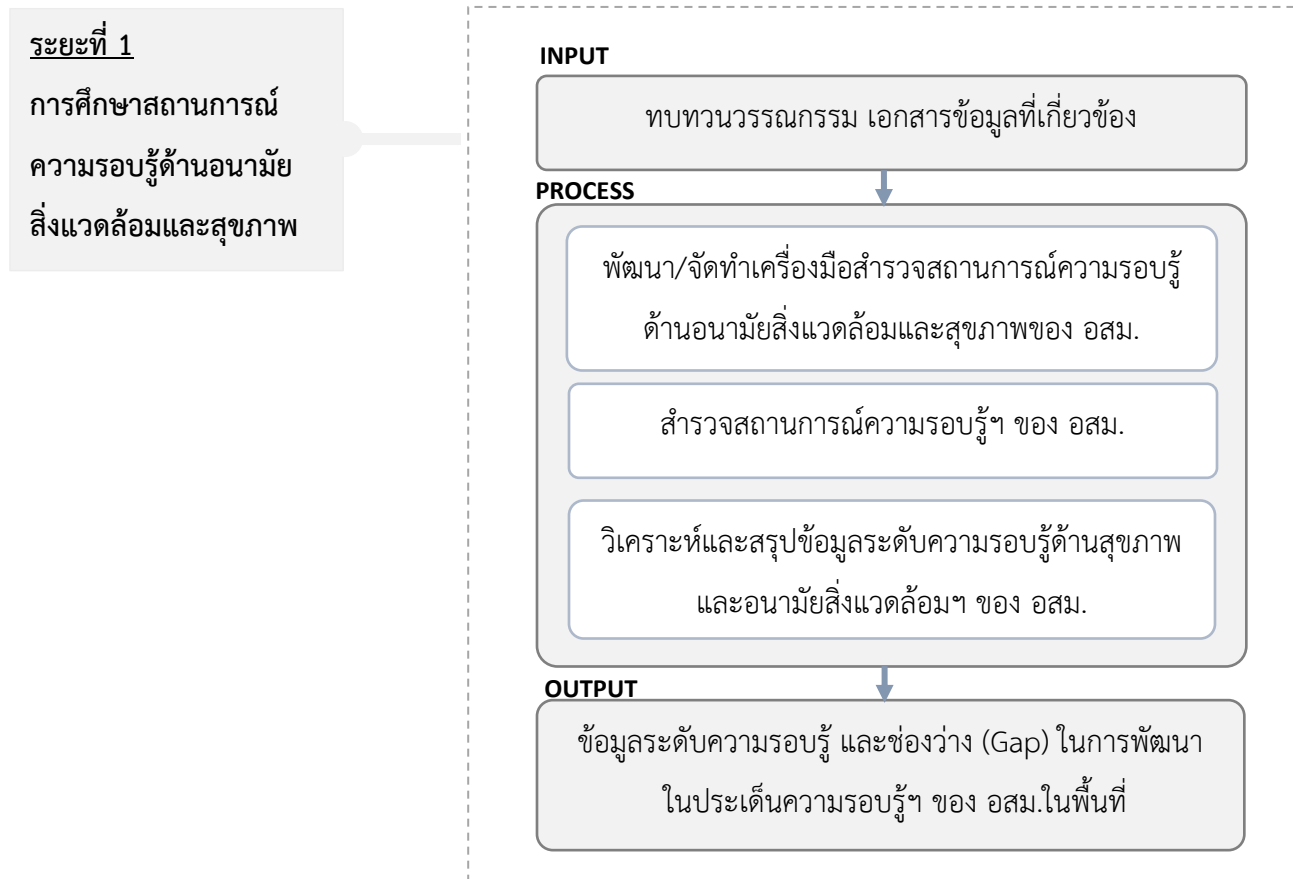 ระยะที่ 1
การศึกษาสถานการณ์
ความรอบรู้ด้านอนามัย
สิ่งแวดล้อมและสุขภาพ
INPUT
ทบทวนวรรณกรรม เอกสารข้อมูลที่เกี่ยวข้อง
PROCESS
พัฒนา/จัดทำเครื่องมือสำรวจสถานการณ์ความรอบรู้
ด้านอนามัยสิ่งแวดล้อมและสุขภาพของ อสม.
สำรวจสถานการณ์ความรอบรู้ฯ ของ อสม.
วิเคราะห์และสรุปข้อมูลระดับความรอบรู้ด้านสุขภาพ
และอนามัยสิ่งแวดล้อมฯ ของ อสม.
OUTPUT
ข้อมูลระดับความรอบรู้ และช่องว่าง (Gap) ในการพัฒนา
ในประเด็นความรอบรู้ฯ ของ อสม.ในพื้นที่